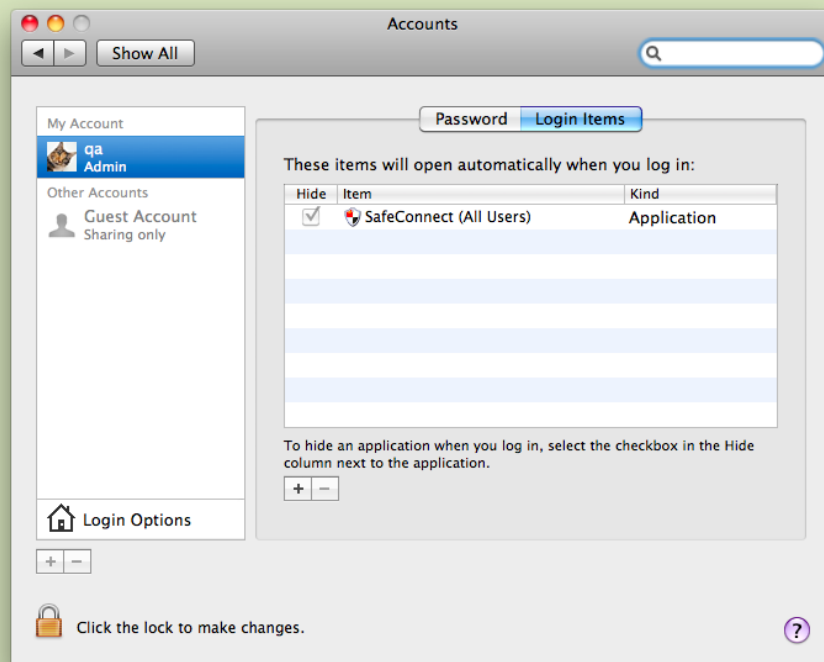 Accounts
Show All
My Account
qa
Admin
Other Accounts
Guest Account
Sharing only
Login Options
+ −
Password Login Items
These items will open automatically when you log in:
Hide Item Kind
SafeConnect (All Users) Application
To hide an application when you log in, select the checkbox in the Hide
column next to the application.
+ −
Click the lock to make changes.
?